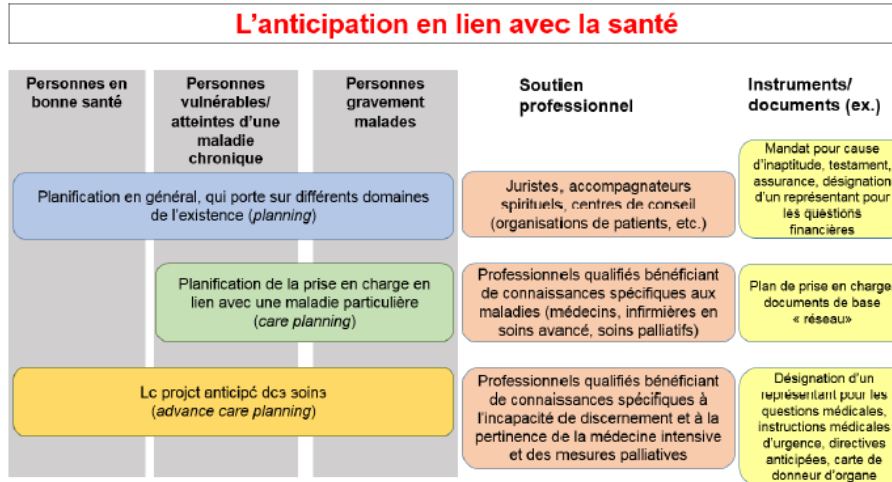 L'anticipation en lien avec la santé
Personnes en
bonne santé
Personnes
vulnérables/
atteintes d'une
maladie
chronique
Personnes
gravement
malades
Soutien
professionnel
Instruments/
documents (ex.)
Planification en général, qui porte sur différents domaines
de l'existence (planning)
Juristes, accompagnateurs
spirituels, centres de conseil
(organisations de patients, etc.)
Mandat pour cause
d'inaptitude, testament,
assurance, désignation
d'un représentant pour
les questions
financières
Planification de la prise en charge en
lien avec une maladie particulière
(care planning)
Professionnels qualifiés bénéficiant
de connaissances spécifiques aux
maladies (médecins, infirmières en
soins avancé, soins palliatifs)
Plan de prise en charge
documents de base
« réseau»
Le projet anticipé des soins
(advance care planning)
Professionnels qualifiés bénéficiant
de connaissances spécifiques à
l'incapacité de discernement et à la
pertinence de la médecine intensive
et des mesures palliatives
Désignation d'un
représentant pour les
questions médicales,
instructions médicales
d'urgence, directives
anticipées, carte de
donneur d'organe